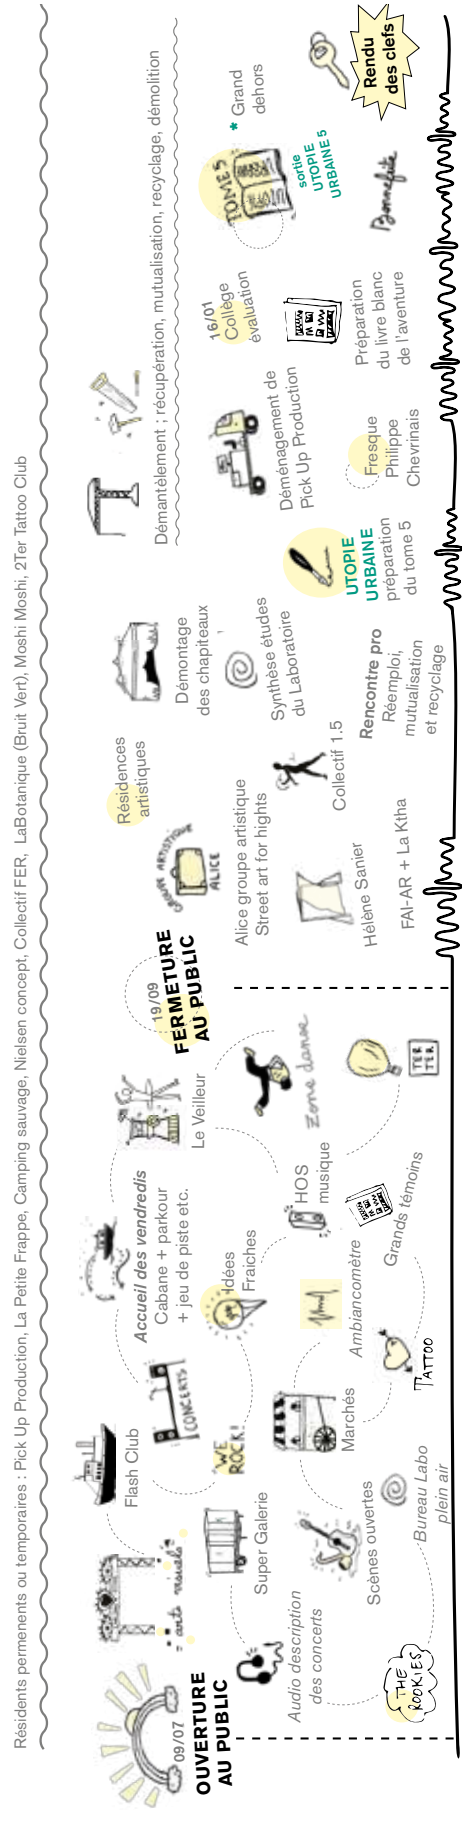 Résidents permenents ou temporaires : Pick Up Production, La Petite Frappe, Camping sauvage, Nielsen concept, Collectif FER, LaBotanique (Bruit Vert), Moshi Moshi, 2Ter Tattoo Club
09/07
OUVERTURE
AU PUBLIC
Flash Club
CONCERTS
WE
ROCK!
Super Galerie
Audio description
des concerts
THE
ROOKIES
Scènes ouvertes
Bureau Labo
plein air
Marchés
TATTOO
Accueil des vendredis
Cabane + parkour
+ jeu de piste etc.
Idées
Fraiches
Ambiancomètre
HOS
musique
Grands témoins
Le Veilleur
Zone danse
TER
TER
19/09
FERMETURE
AU PUBLIC
Résidences
artistiques
GROUPE ARTISTIQUE
ALICE
Alice groupe artistique
Street art for hights
Hélène Sanier
Collectif 1.5
FAI-AR + La Ktha
Démontage
des chapiteaux
Synthèse études
du Laboratoire
Rencontre pro
Réemploi,
mutualisation
et recyclage
UTOPIE
URBAINE
préparation
du tome 5
Démantèlement ; récupération, mutualisation, recyclage, démolition
Déménagement de
Pick Up Production
Fresque
Philippe
Chevrinais
16/01
Collège
évaluation
Préparation
du livre blanc
de l'aventure
TOME 5
sortie
UTOPIE
URBAINE 5
* Grand
dehors
Bonnefête
Rendu
des clefs